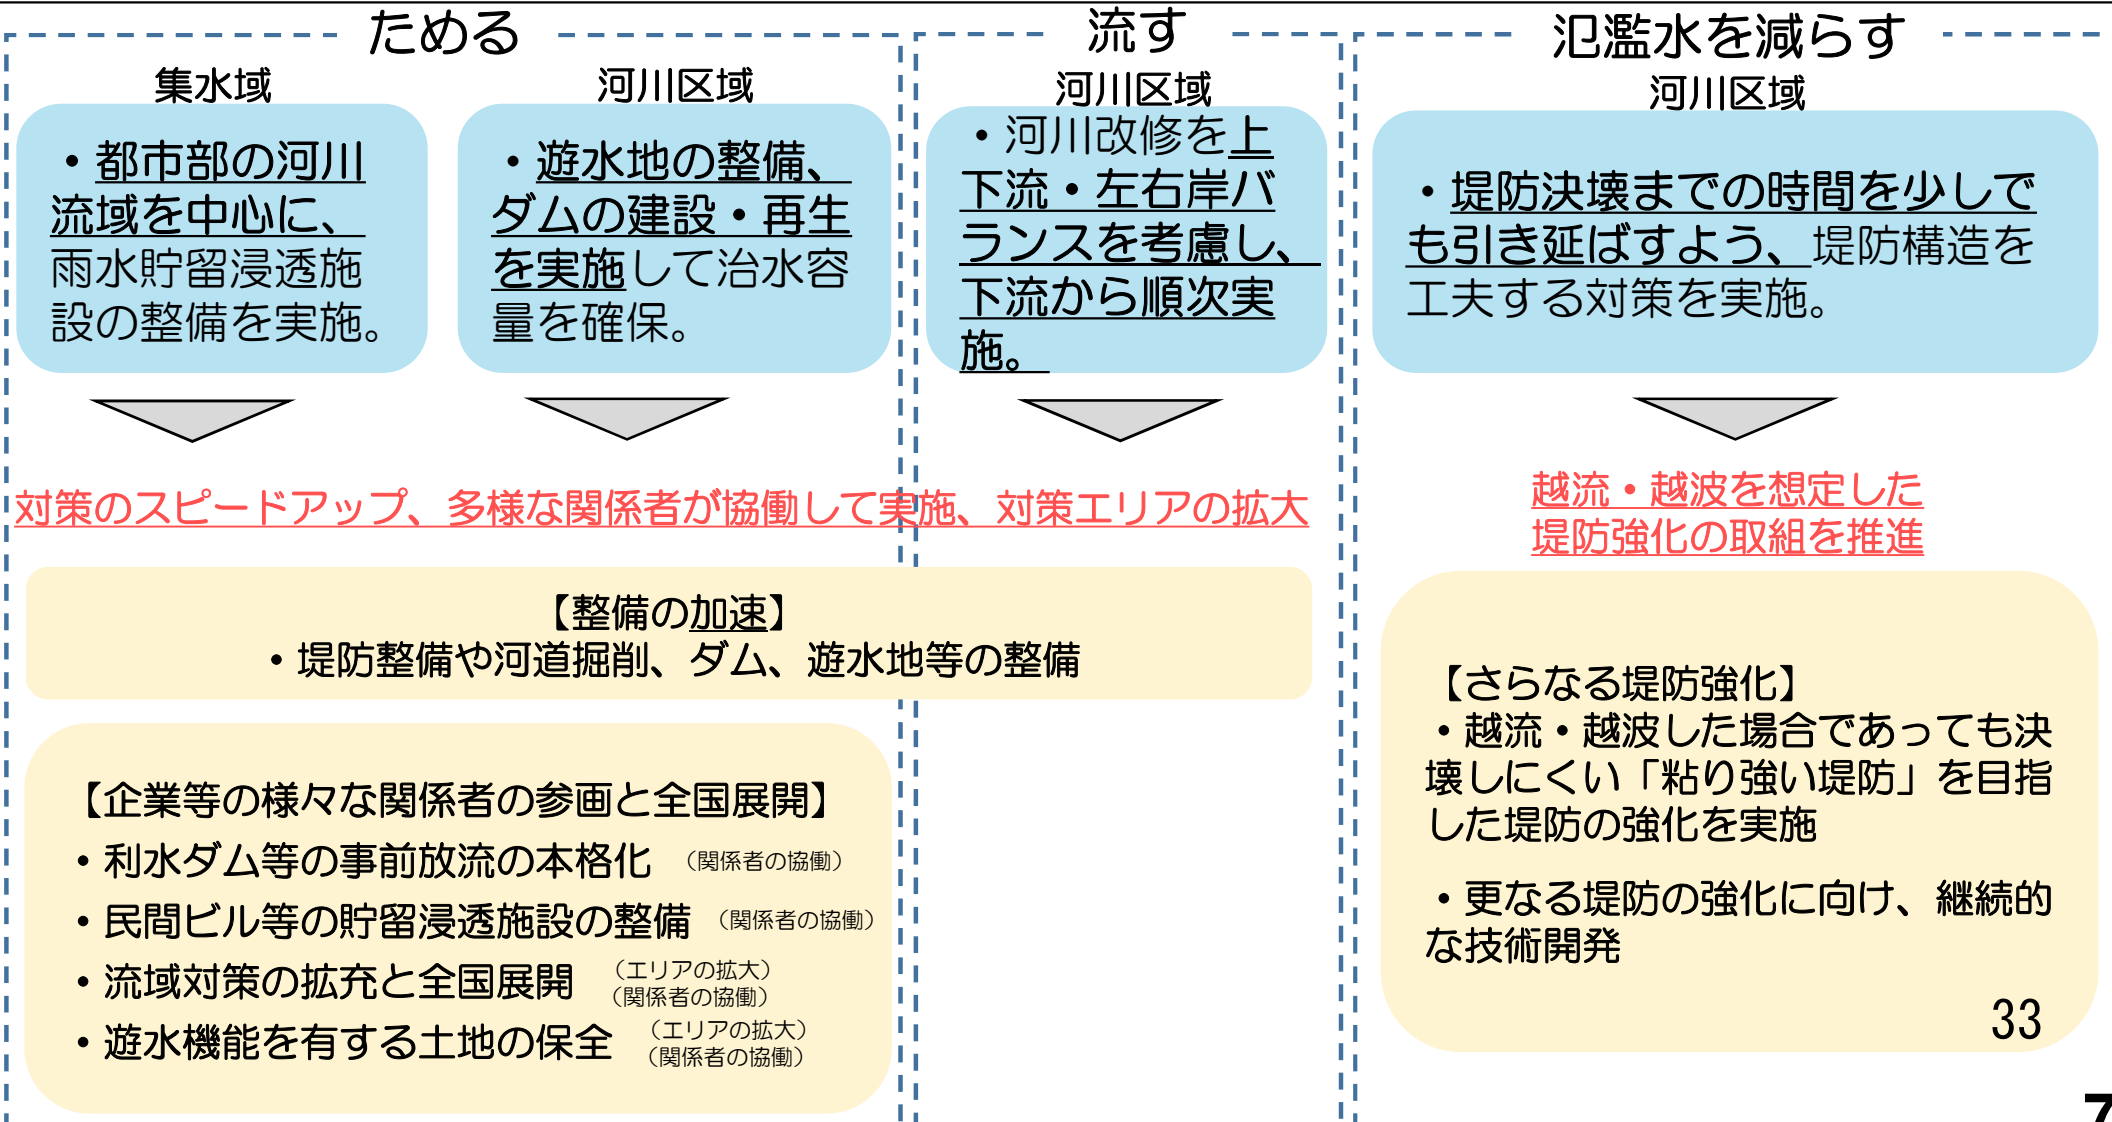 ためる
集水域
・都市部の河川
流域を中心に、
雨水貯留浸透施
設の整備を実施。
河川区域
・遊水地の整備、
ダムの建設・再生
を実施して治水容
量を確保。
流す
河川区域
・河川改修を上
下流・左右岸バ
ランスを考慮し、
下流から順次実
施。
氾濫水を減らす
河川区域
・堤防決壊までの時間を少しで
も引き延ばすよう、堤防構造を
工夫する対策を実施。
対策のスピードアップ、多様な関係者が協働して実施、対策エリアの拡大
【整備の加速】
・堤防整備や河道掘削、ダム、遊水地等の整備
【企業等の様々な関係者の参画と全国展開】
・利水ダム等の事前放流の本格化 （関係者の協働）
・民間ビル等の貯留浸透施設の整備 （関係者の協働）
・流域対策の拡充と全国展開 （エリアの拡大）
（関係者の協働）
・遊水機能を有する土地の保全 （エリアの拡大）
（関係者の協働）
越流・越波を想定した
堤防強化の取組を推進
【さらなる堤防強化】
・越流・越波した場合であっても決
壊しにくい「粘り強い堤防」を目指
した堤防の強化を実施
・更なる堤防の強化に向け、継続的
な技術開発
33
7